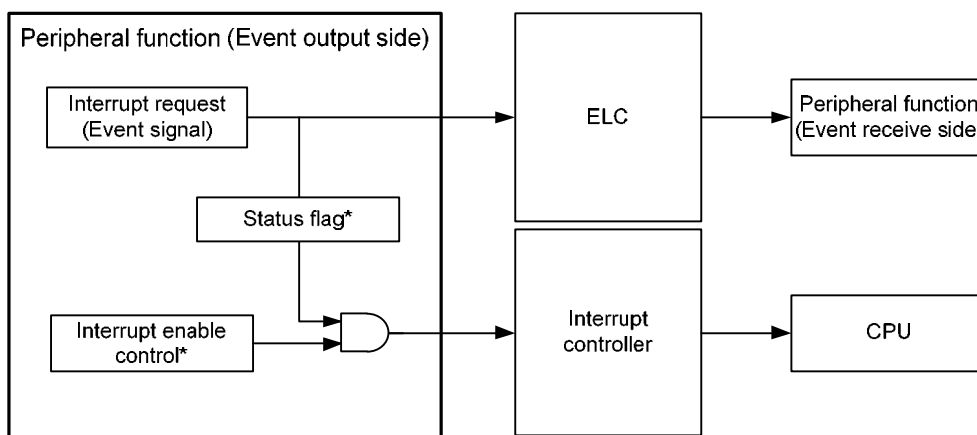 Peripheral function (Event output side)
Interrupt request
(Event signal)
ELC
Peripheral function
(Event receive side
Status flag*
Interrupt enable
control*
Interrupt
controller
CPU